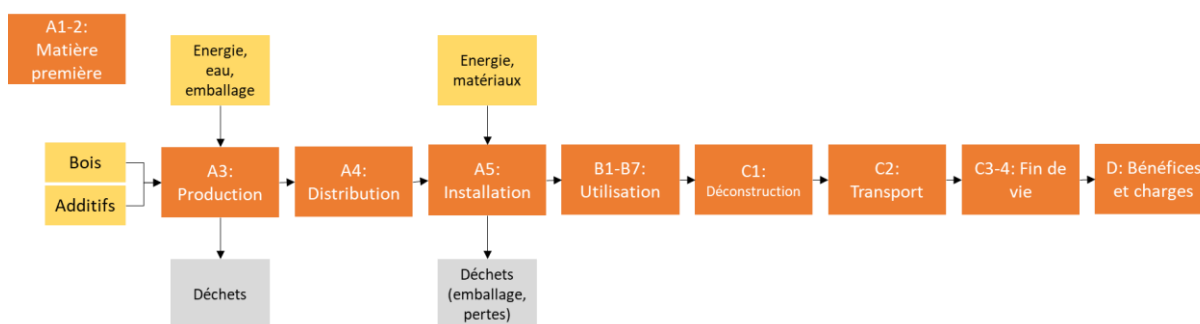 A1-2:
Matière
première
Energie,
eau,
emballage
Energie,
matériaux
Bois
Additifs
A3:
Production
A4:
Distribution
A5:
Installation
B1-B7:
Utilisation
C1:
Déconstruction
C2:
Transport
C3-4: Fin de
vie
D: Bénéfices
et charges
Déchets
Déchets
(emballage,
pertes)